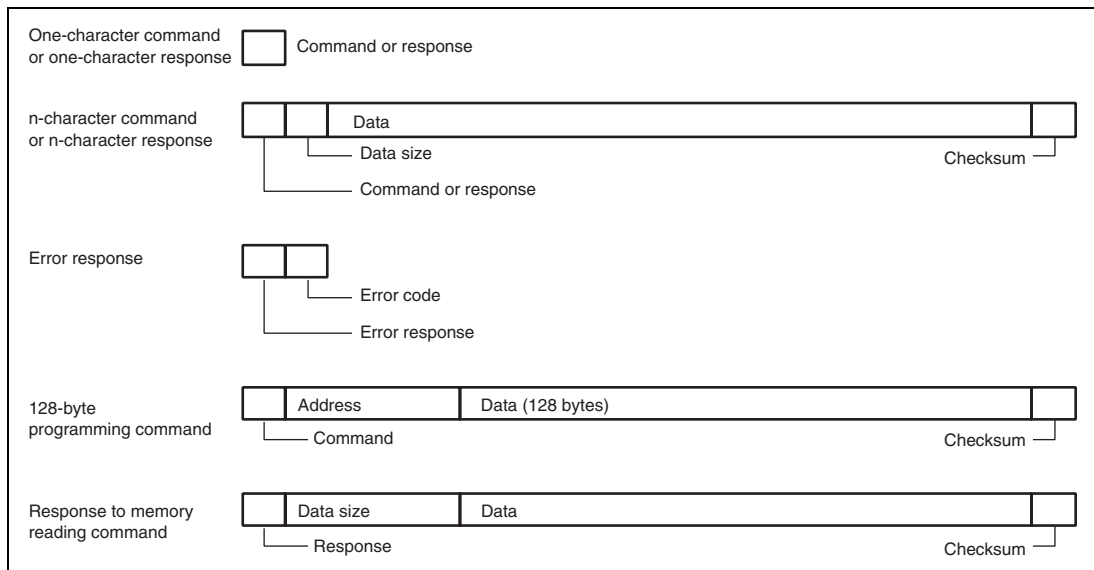 One-character command
or one-character response
Command or response
n-character command
or n-character response
Data
Data size
Checksum
Command or response
Error response
Error code
Error response
128-byte
programming command
Address
Data (128 bytes)
Command
Checksum
Response to memory
reading command
Data size
Data
Response
Checksum